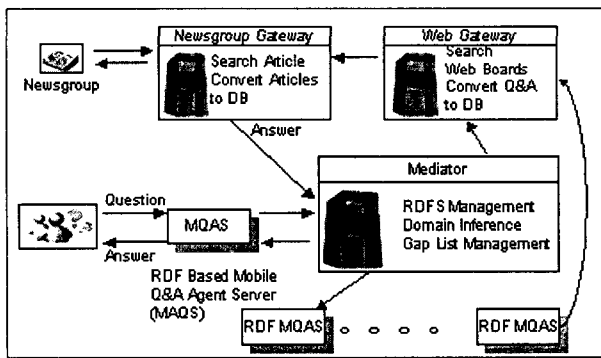 Newsgroup Gateway
Search Article
Convert Articles
to DB
Web Gateway
Search
Web Boards
Convert Q&A
to DB
Newsgroup
Answer
Mediator
RDFS Management
Domain Inference
Gap List Management
Question
MQAS
Answer
RDF Based Mobile
Q&A Agent Server
(MAQS)
RDF MQAS
RDF MQAS